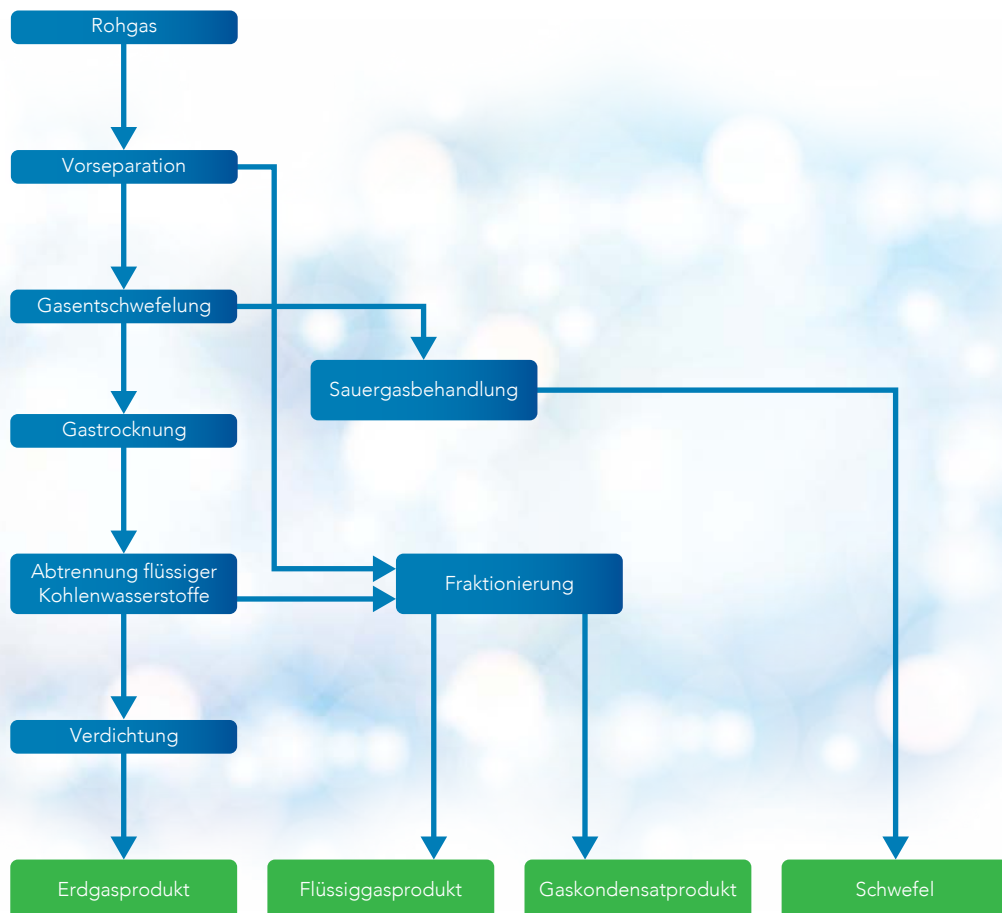 Rohgas
Vorseparation
Gasentschwefelung
Sauergasbehandlung
Gastrocknung
Abtrennung flüssiger
Kohlenwasserstoffe
Fraktionierung
Verdichtung
Erdgasprodukt
Flüssiggasprodukt
Gaskondensatprodukt
Schwefel